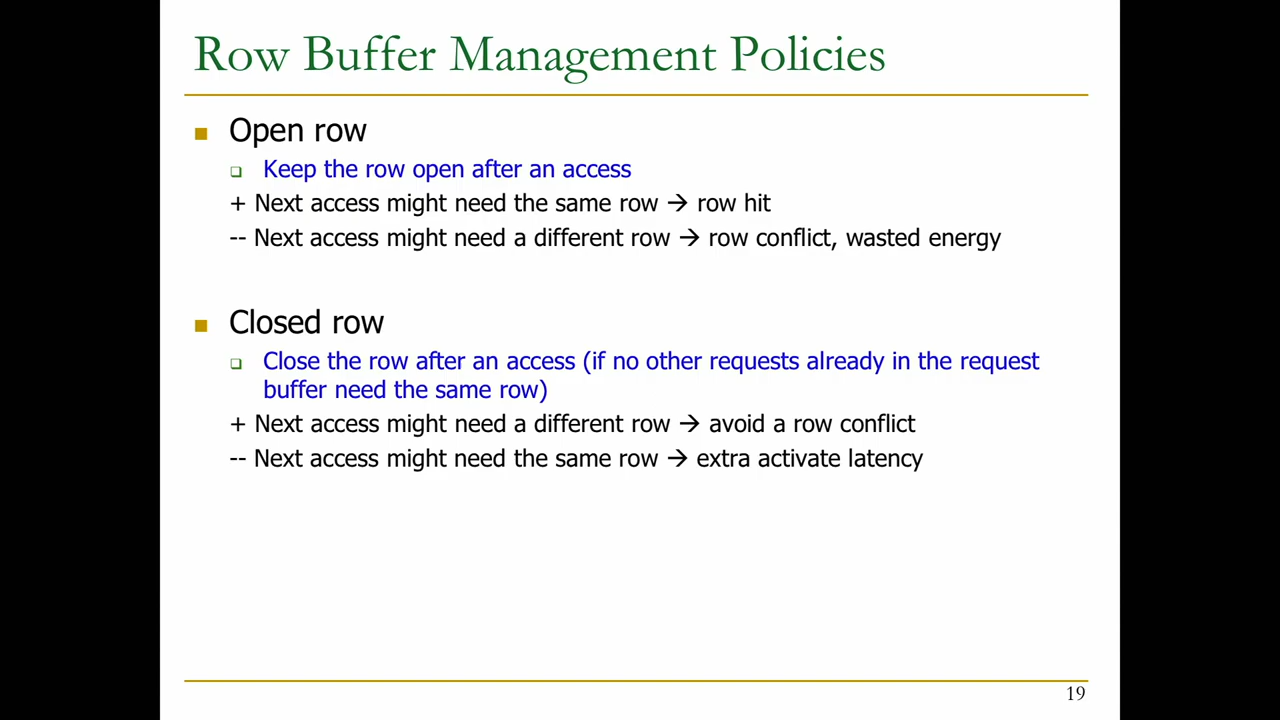 Row Buffer Management Policies
Open row
Keep the row open after an access
+ Next access might need the same row → row hit
-- Next access might need a different row → row conflict, wasted energy
Closed row
Close the row after an access (if no other requests already in the request
buffer need the same row)
+ Next access might need a different row → avoid a row conflict
-- Next access might need the same row → extra activate latency
19